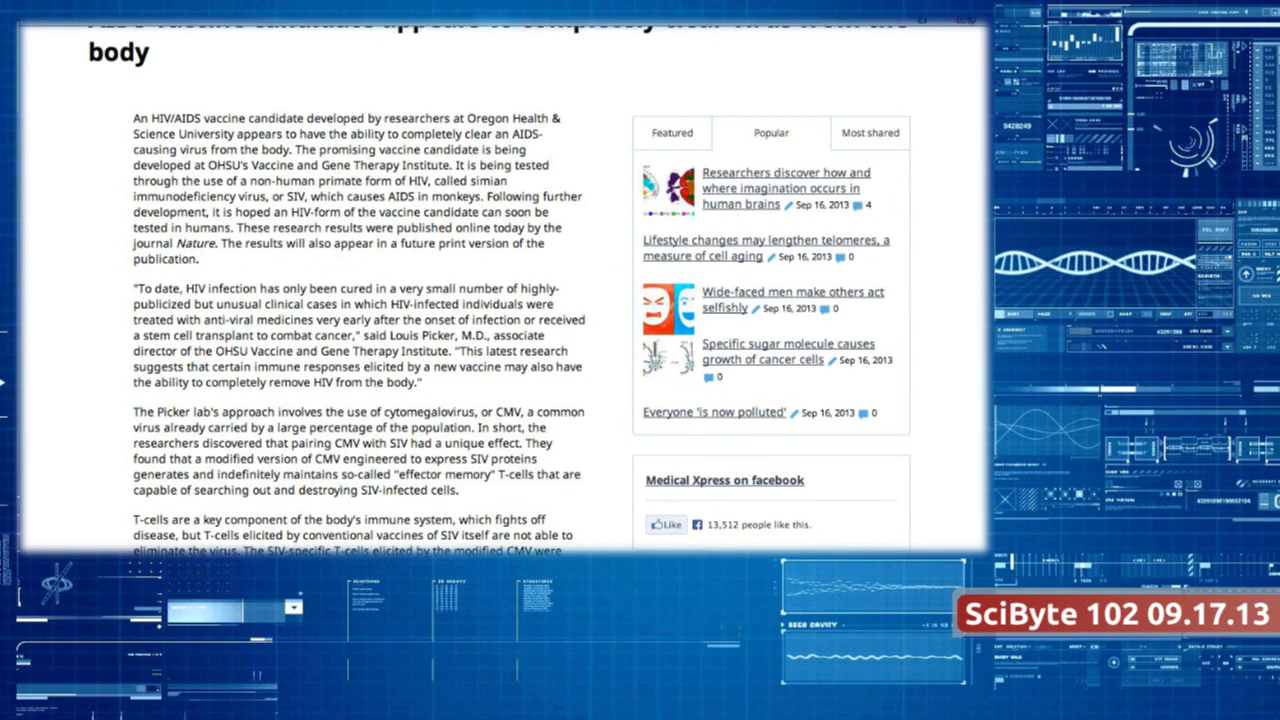 body
An HIV/AIDS vaccine candidate developed by researchers at Oregon Health &
Science University appears to have the ability to completely clear an AIDS-
causing virus from the body. The promising vaccine candidate is being
developed at OHSU's Vaccine and Gene Therapy Institute. It is being tested
through the use of a non-human primate form of HIV, called simian
immunodeficiency virus, or SIV, which causes AIDS in monkeys. Following further
development, it is hoped an HIV-form of the vaccine candidate can soon be
tested in humans. These research results were published online today by the
journal Nature. The results will also appear in a future print version of the
publication.
"To date, HIV infection has only been cured in a very small number of highly-
publicized but unusual clinical cases in which HIV-infected individuals were
treated with anti-viral medicines very early after the onset of infection or received
a stem cell transplant to combat cancer," said Louis Picker, M.D., associate
director of the OHSU Vaccine and Gene Therapy Institute. "This latest research
suggests that certain immune responses elicited by a new vaccine may also have
the ability to completely remove HIV from the body."
The Picker lab's approach involves the use of cytomegalovirus, or CMV, a common
virus already carried by a large percentage of the population. In short, the
researchers discovered that pairing CMV with SIV had a unique effect. They
found that a modified version of CMV engineered to express SIV proteins
generates and indefinitely maintains so-called "effector memory" T-cells that are
capable of searching out and destroying SIV-infected cells.
T-cells are a key component of the body's immune system, which fights off
disease, but T-cells elicited by conventional vaccines of SIV itself are not able to
eliminate the virus. The SIV-specific T-cells elicited by the modified CMV were
Featured Popular Most shared
Researchers discover how and
where imagination occurs in
human brains Sep 16, 2013 4
Lifestyle changes may lengthen telomeres, a
measure of cell aging Sep 16, 2013 0
Wide-faced men make others act
selfishly Sep 16, 2013 0
Specific sugar molecule causes
growth of cancer cells Sep 16, 2013
0
Everyone 'is now polluted' Sep 16, 2013 0
Medical Xpress on facebook
Like 13,512 people like this.
SciByte 102 09.17.13